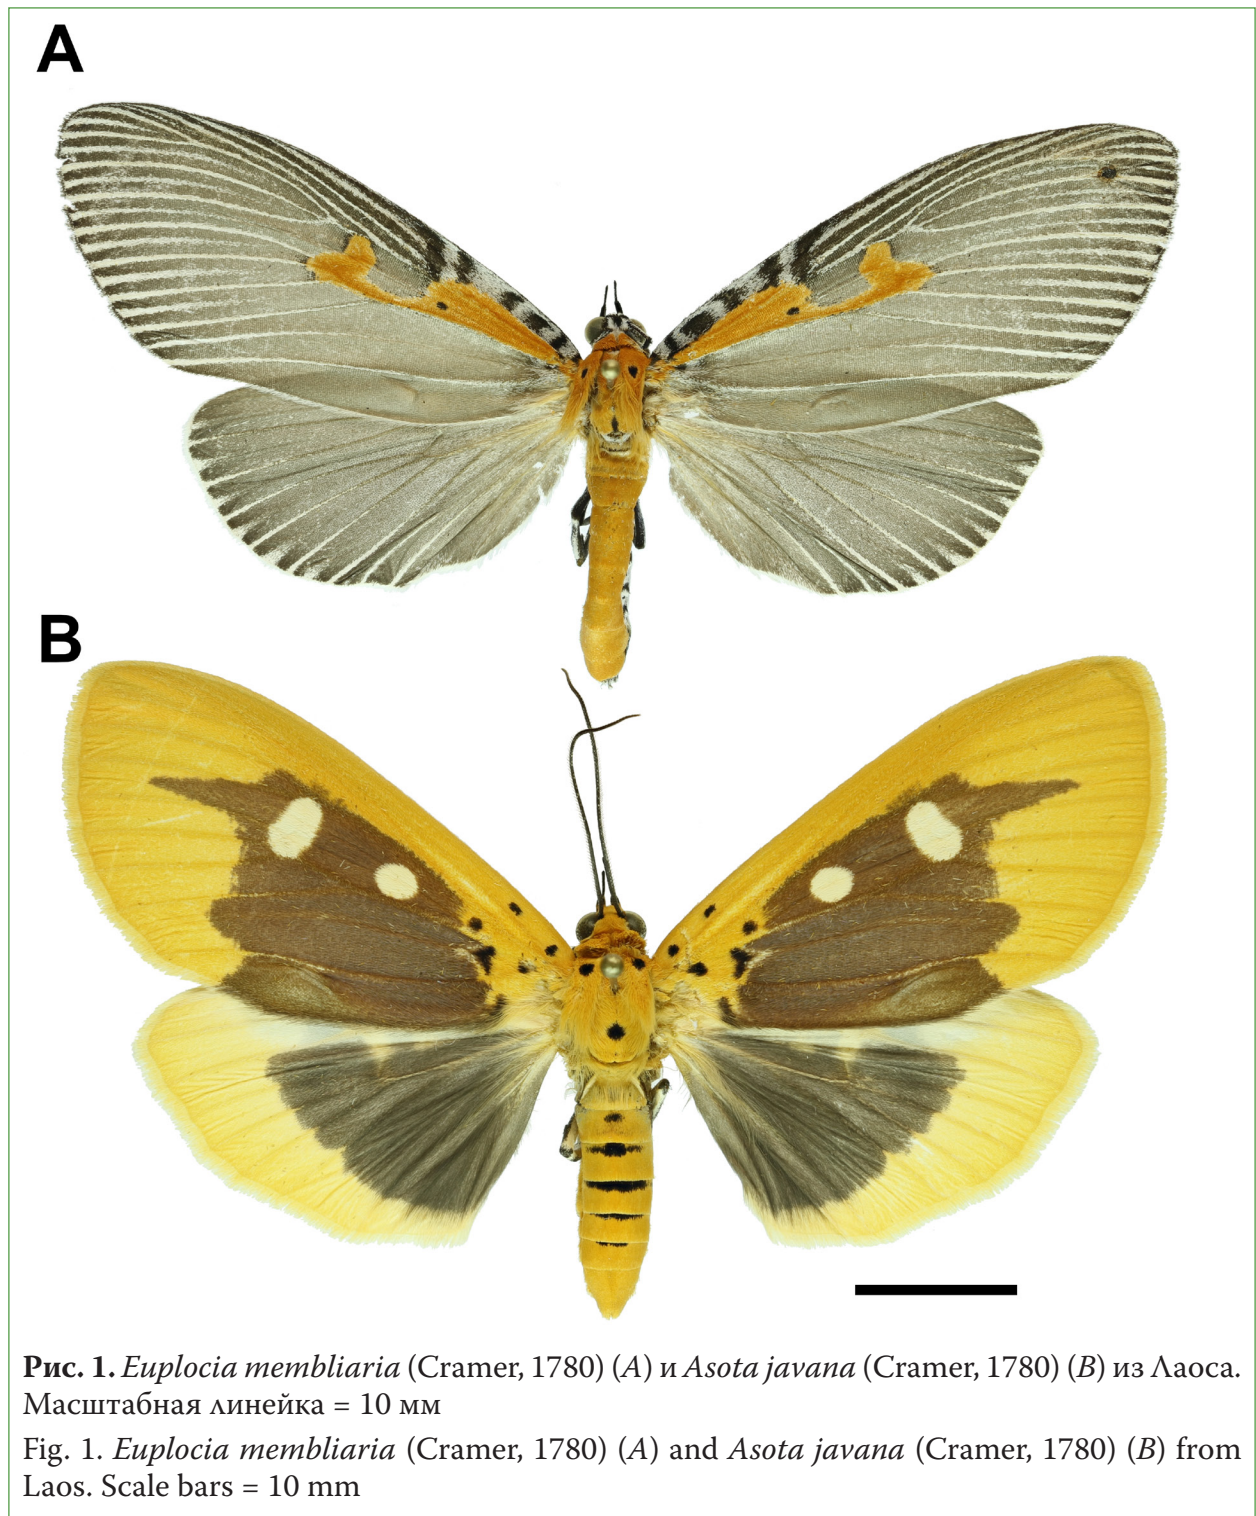 A
B
Рис. 1. Euplocia membliaria (Cramer, 1780) (A) и Asota javana (Cramer, 1780) (B) из Лаоса.
Масштабная линейка = 10 мм
Fig. 1. Euplocia membliaria (Cramer, 1780) (A) and Asota javana (Cramer, 1780) (B) from
Laos. Scale bars = 10 mm